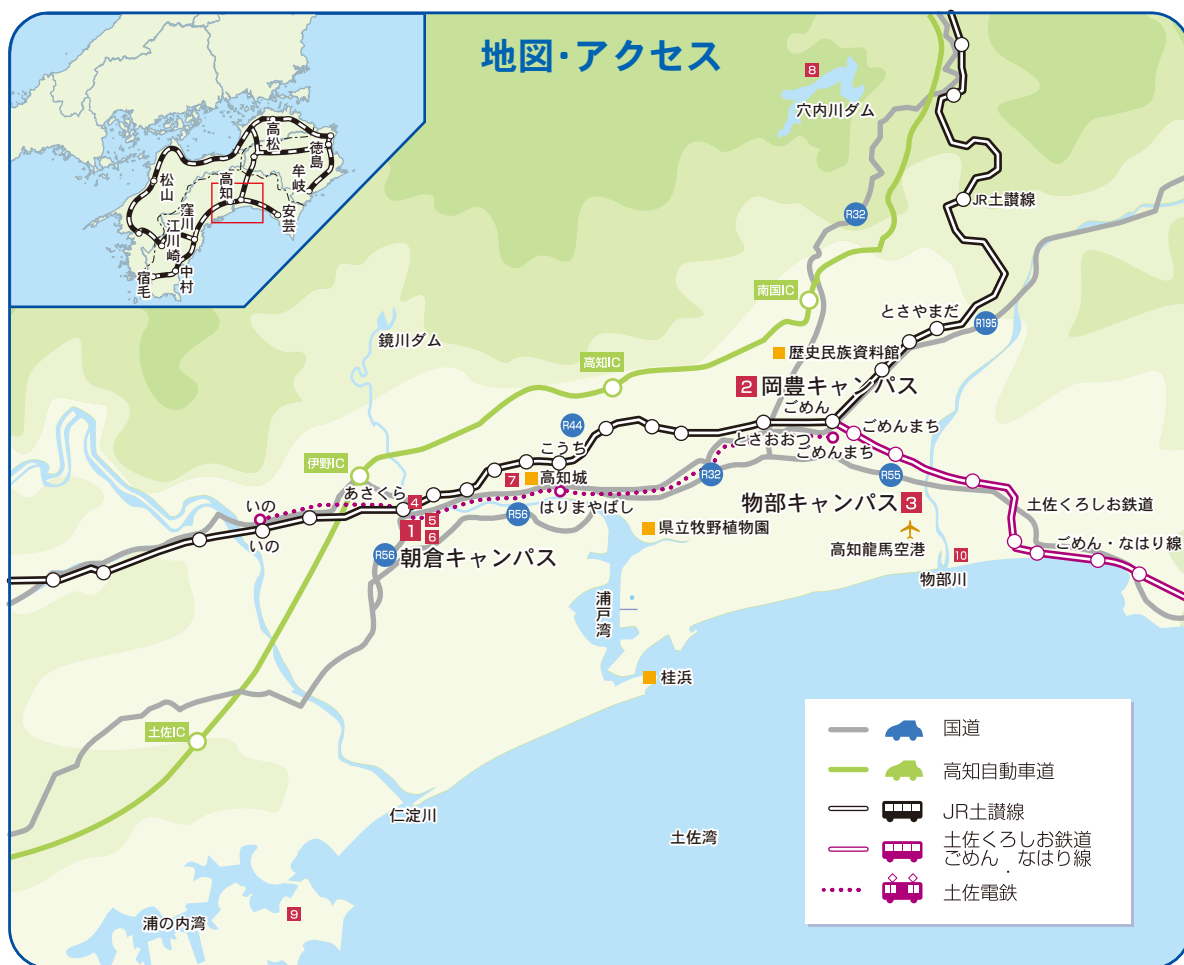 地図・アクセス
高松
徳島
松山
高知
牟岐
窪川
安芸
江川崎
中村
宿毛
8
穴内川ダム
JR土讃線
R32
南国IC
とさやまだ
R195
鏡川ダム
歴史民族資料館
高知IC
2 岡豊キャンパス
ごめん
ごめんまち
R44
こうち
とさおおつ
ごめんまち
伊野IC
7
高知城
R32
R55
あさくら
4
いの
はりまやばし
物部キャンパス 3
土佐くろしお鉄道
1
5
6
R56
県立牧野植物園
いの
R56
朝倉キャンパス
高知龍馬空港
10
ごめん・なはり線
物部川
浦戸湾
桂浜
土佐IC
仁淀川
土佐湾
9
浦の内湾
国道
高知自動車道
JR土讃線
土佐くろしお鉄道
ごめん・なはり線
土佐電鉄